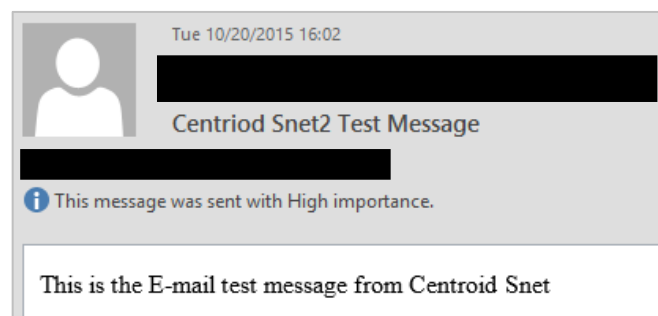 Tue 10/20/2015 16:02
Centriod Snet2 Test Message
This message was sent with High importance.
This is the E-mail test message from Centroid Snet